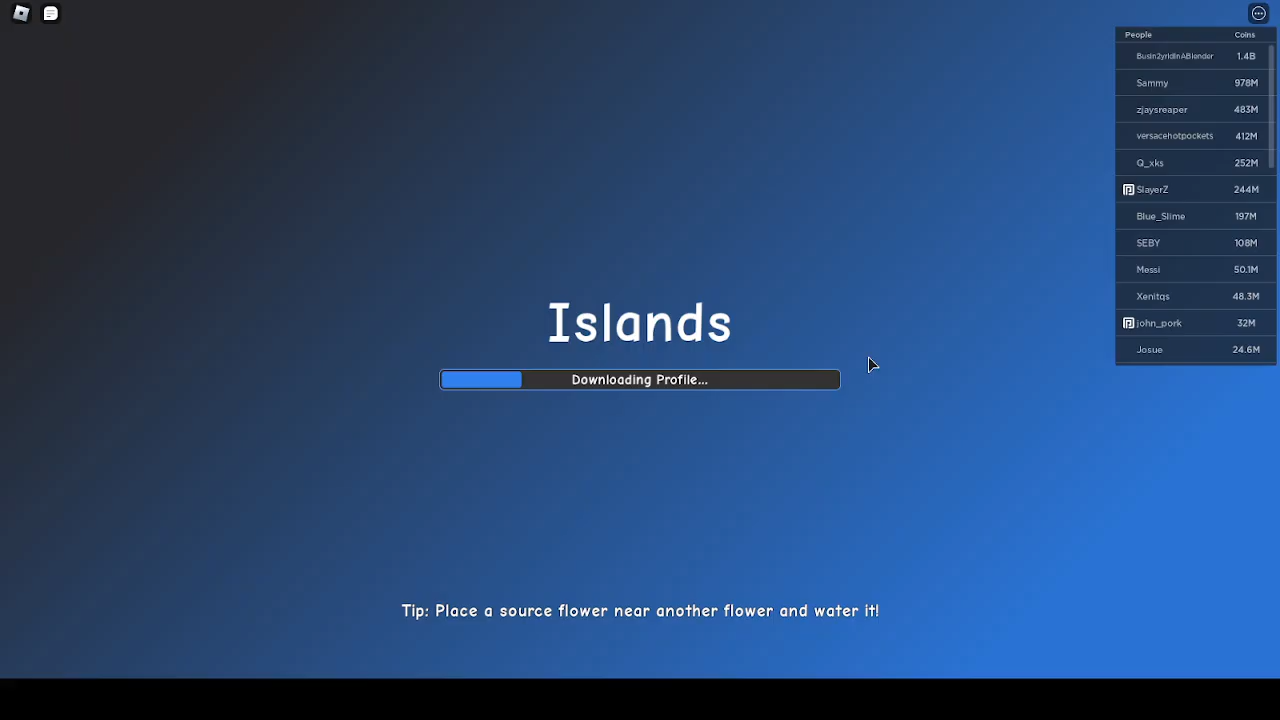 People Coins
Busin2yrldInABlender 1.4B
Sammy 978M
zjaysreaper 483M
versacehotpockets 412M
Q_xks 252M
SlayerZ 244M
Blue_Slime 197M
SEBY 108M
Messi 50.1M
Xenitqs 48.3M
john_pork 32M
Josue 24.6M
Islands
Downloading Profile...
Tip: Place a source flower near another flower and water it!